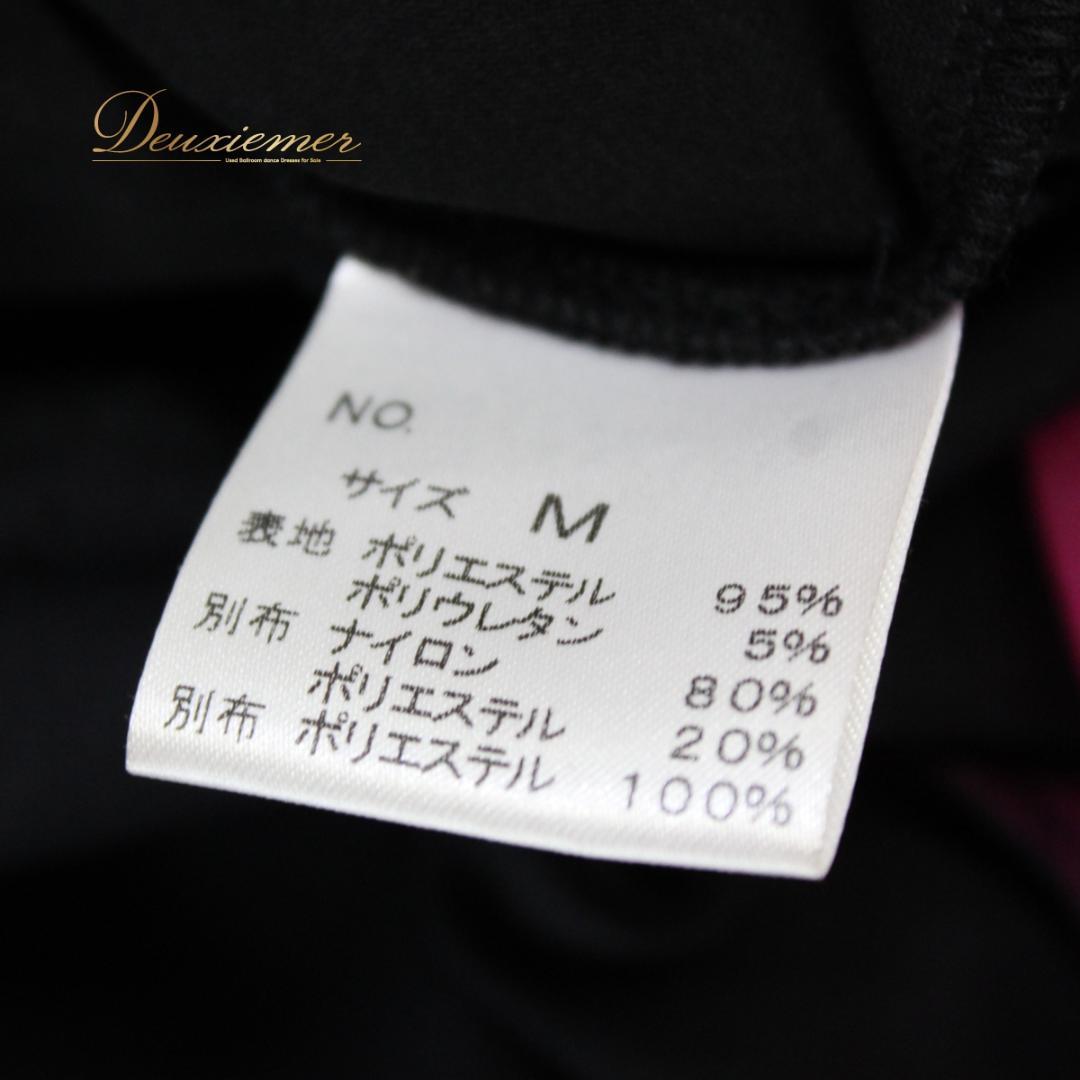 Deuxiemer
Used Ballroom dance Dresses for Sale
NO.
サイズ M
表地 ポリエステル 95%
ポリウレタン 5%
別布 ナイロン 80%
ポリエステル 20%
別布 ポリエステル 100%